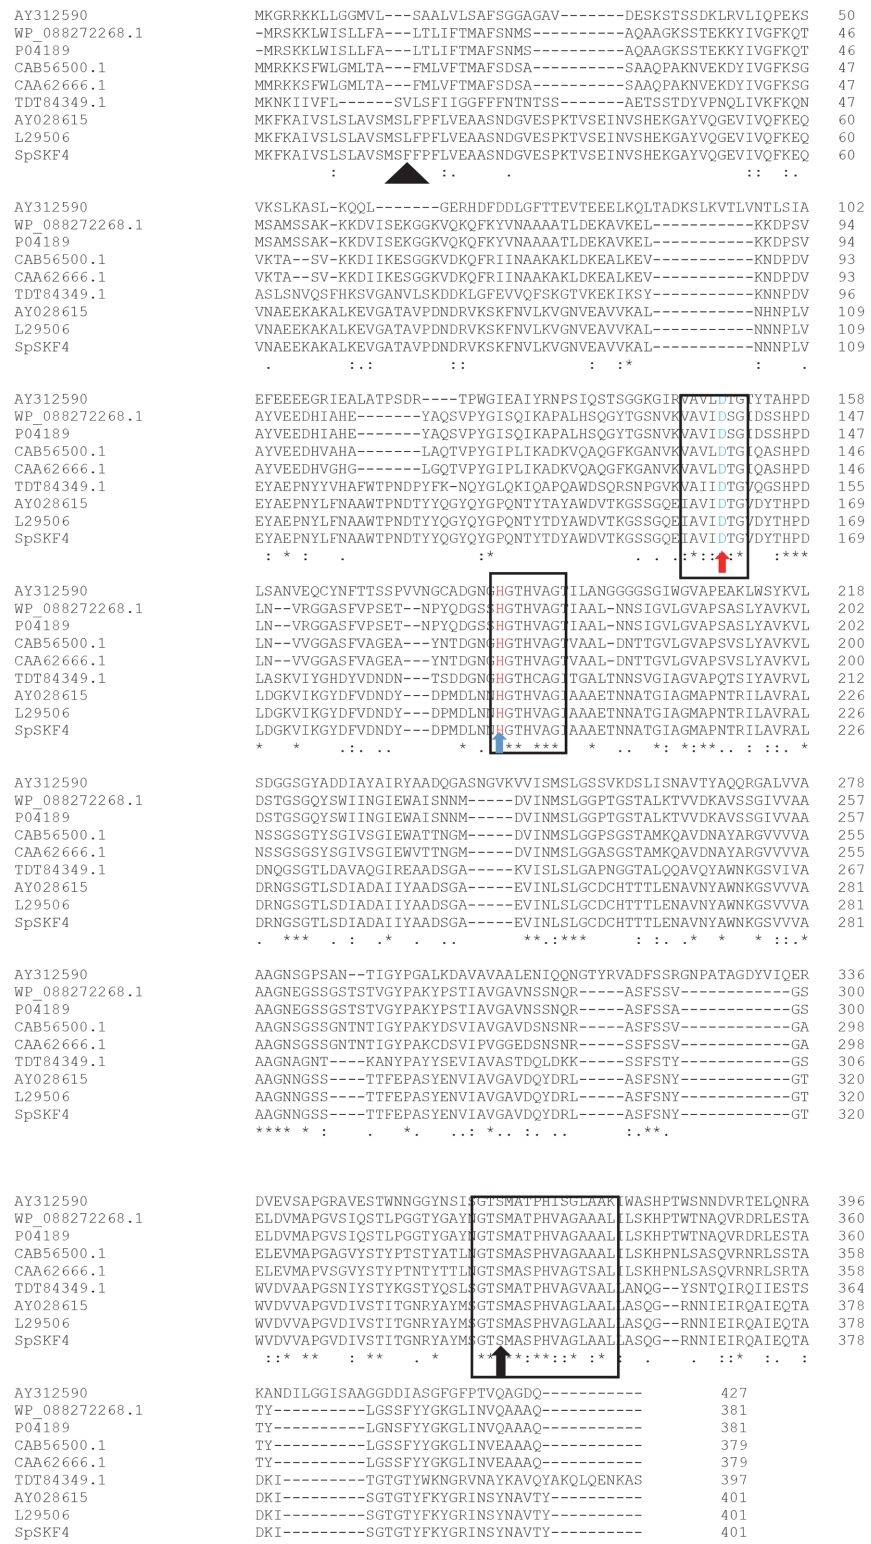 AY312590 MKGRRKKLLGGMVL---SAALVLSAFSGGAGAV-------DESKSTSSDKLRVLIQPEKS 50
WP_088272268.1 -MRSKKLWISLLFA---LTLIFTMAFSNMS---------AQAAGKSSTEKKYIVGFKQT 46
P04189 -MRSKKLWISLLFA---LTLIFTMAFSNMS---------AQAAGKSSTEKKYIVGFKQT 46
CAB56500.1 MMRKKSFWLGMLTA---FMLVFTMAFSDSA---------SAAQPAKNVEKDYIVGFKSG 47
CAA62666.1 MMRKKSFWLGMLTA---FMLVFTMAFSDSA---------SAAQPAKNVEKDYIVGFKSG 47
TDT84349.1 MKNKIIVFL------SVLSFIIGGFFFNTNTSS------AETSSTDYVPNQLIVKFKQN 47
AY028615 MKFKAIVSLSLAVSMSLFPFLVEAASNDGVESPKTVSEINVSHEKGAYVQGEVIVQFKEQ 60
L29506 MKFKAIVSLSLAVSMSLFPFLVEAASNDGVESPKTVSEINVSHEKGAYVQGEVIVQFKEQ 60
SpSKF4 MKFKAIVSLSLAVSMSFFPFLVEAASNDGVESPKTVSEINVSHEKGAYVQGEVIVQFKEQ 60
: :. . :: :.
AY312590 VKSLKASL-KQQL-------GERHDFDDLGFTTEVTEEELKQLTADKSLKVTLVNTLSIA 102
WP_088272268.1 MSAMSSAK-KKDVISEKGGKVQKQFKYVNAAAATLDEKAVKEL-----------KKDPSV 94
P04189 MSAMSSAK-KKDVISEKGGKVQKQFKYVNAAAATLDEKAVKEL-----------KKDPSV 94
CAB56500.1 VKTA--SV-KKDIIKESGGKVDKQFRIINAAKAKLDKEALKEV-----------KNDPDV 93
CAA62666.1 VKTA--SV-KKDIIKESGGKVDKQFRIINAAKAKLDKEALKEV-----------KNDPDV 93
TDT84349.1 ASLSNVQSFHKSVGANVLSKDDKLGFEVVQFSKGTVKEKIKSY-----------KNNPDV 96
AY028615 VNAEEKAKALKEVGATAVPDNDRVKSKFNVLKVGNVEAVVKAL-----------NHNPLV 109
L29506 VNAEEKAKALKEVGATAVPDNDRVKSKFNVLKVGNVEAVVKAL-----------NNNPLV 109
SpSKF4 VNAEEKAKALKEVGATAVPDNDRVKSKFNVLKVGNVEAVVKAL-----------NNNPLV 109
. :.: :: : :* : :
AY312590 EFEEEEGRIEALATPSDR---TPWGIEAIYRNPSIQSTSGGKGIRVAVLDTGIYTAHPD 158
WP_088272268.1 AYVEEDHIAHE-------YAQSVPYGISQIKAPALHSQGYTGSNVKVAVIDSGIDSSHPD 147
P04189 AYVEEDHIAHE-------YAQSVPYGISQIKAPALHSQGYTGSNVKVAVIDSGIDSSHPD 147
CAB56500.1 AYVEEDHVAHA-------LAQTVPYGIPLIKADKVQAQGFKGANVKVAVLDTGIQASHPD 146
CAA62666.1 AYVEEDHVGHG-------LGQTVPYGIPLIKADKVQAQGFKGANVKVAVLDTGIQASHPD 146
TDT84349.1 EYAEPNYYVHAFWTPNDPYFK-NQYGLQKIQAPQAWDSQRSNPGVKVAIIDTGVQGSHPD 155
AY028615 EYAEPNYLFNAAWTPNDTYYQGYQYGPQNTYTAYAWDVTKGSSGQEIAVIDTGVDYTHPD 169
L29506 EYAEPNYLFNAAWTPNDTYYQGYQYGPQNTYTDYAWDVTKGSSGQEIAVIDTGVDYTHPD 169
SpSKF4 EYAEPNYLFNAAWTPNDTYYQGYQYGPQNTYTDYAWDVTKGSSGQEIAVIDTGVDYTHPD 169
: * : . :* . .:*::*:*: :***
AY312590 LSANVEQCYNFTTSSPVVNGCADGNGHGTHVAGTILANGGGGSGIWGVAPEAKLWSYKVL 218
WP_088272268.1 LN--VRGGASFVPSET--NPYQDGSSHGTHVAGTIAAL-NNSIGVLGVAPSASLYAVKVL 202
P04189 LN--VRGGASFVPSET--NPYQDGSSHGTHVAGTIAAL-NNSIGVLGVAPSASLYAVKVL 202
CAB56500.1 LN--VVGGASFVAGEA---YNTDGNGHGTHVAGTVAAL-DNTTGVLGVAPSVSLYAVKVL 200
CAA62666.1 LN--VVGGASFVAGEA---YNTDGNGHGTHVAGTVAAL-DNTTGVLGVAPSVSLYAVKVL 200
TDT84349.1 LASKVIYGHDYVDNDN---TSDDGNGHGTHCAGITGALTNNSVGIAGVAPQTSIYAVRVL 212
AY028615 LDGKVIKGYDFVDNDY---DPMDLNNHGTHVAGIAAAETNNATGIAGMAPNTRILAVRAL 226
L29506 LDGKVIKGYDFVDNDY---DPMDLNNHGTHVAGIAAAETNNATGIAGMAPNTRILAVRAL 226
SpSKF4 LDGKVIKGYDFVDNDY---DPMDLNNHGTHVAGIAAAETNNATGIAGMAPNTRILAVRAL 226
* * .:. * .***** ** * .. *: *:**.. : : :.*
AY312590 SDGGSGYADDIAYAIRYAADQGASNGVKVVISMSLGSSVKDSLISNAVTYAQQRGALVVA 278
WP_088272268.1 DSTGSGQYSWIINGIEWAISNNM-----DVINMSLGGPTGSTALKTVVDKAVSSGIVVAA 257
P04189 DSTGSGQYSWIINGIEWAISNNM-----DVINMSLGGPTGSTALKTVVDKAVSSGIVVAA 257
CAB56500.1 NSSGSGTYSGIVSGIEWATTNGM-----DVINMSLGGPSGSTAMKQAVDNAYARGVVVVA 255
CAA62666.1 NSSGSGSYSGIVSGIEWVTTNGM-----DVINMSLGGASGSTAMKQAVDNAYARGVVVVA 255
TDT84349.1 DNQGSGTLDAVAQGIREAADSGA-----KVISLSLGAPNGGTALQQAVQYAWNKGSVIVA 267
AY028615 DRNGSGTLSDIADAIIYAADSGA-----EVINLSLGCDCHTTTLENAVNYAWNKGSVVVA 281
L29506 DRNGSGTLSDIADAIIYAADSGA-----EVINLSLGCDCHTTTLENAVNYAWNKGSVVVA 281
SpSKF4 DRNGSGTLSDIADAIIYAADSGA-----EVINLSLGCDCHTTTLENAVNYAWNKGSVVVA 281
. *** : .* . .. **.:*** : :. .* * * ::.*
AY312590 AAGNSGPSAN--TIGYPGALKDAVAVAALENIQQNGTYRVADFSSRGNPATAGDYVIQER 336
WP_088272268.1 AAGNEGSSGSTSTVGYPAKYPSTIAVGAVNSSNQR-----ASFSSV------------GS 300
P04189 AAGNEGSSGSTSTVGYPAKYPSTIAVGAVNSSNQR-----ASFSSA------------GS 300
CAB56500.1 AAGNSGSSGNTNTIGYPAKYDSVIAVGAVDSNSNR-----ASFSSV------------GA 298
CAA62666.1 AAGNSGSSGNTNTIGYPAKCDSVIPVGGEDSNSNR-----ASFSSV------------GA 298
TDT84349.1 AAGNAGNT----KANYPAYYSEVIAVASTDQLDKK-----SSFSTY------------GS 306
AY028615 AAGNNGSS----TTFEPASYENVIAVGAVDQYDRL-----ASFSNY------------GT 320
L29506 AAGNNGSS----TTFEPASYENVIAVGAVDQYDRL-----ASFSNY------------GT 320
SpSKF4 AAGNNGSS----TTFEPASYENVIAVGAVDQYDRL-----ASFSNY------------GT 320
**** * : . *. ..:.*.. :. . :.**.
AY312590 DVEVSAPGRAVESTWNNGGYNSISGTSMATPHISGLAAKIWASHPTWSNNDVRTELQNRA 396
WP_088272268.1 ELDVMAPGVSIQSTLPGGTYGAYNGTSMATPHVAGAAALILSKHPTWTNAQVRDRLESTA 360
P04189 ELDVMAPGVSIQSTLPGGTYGAYNGTSMATPHVAGAAALILSKHPTWTNAQVRDRLESTA 360
CAB56500.1 ELEVMAPGAGVYSTYPTSTYATLNGTSMASPHVAGAAALILSKHPNLSASQVRNRLSSTA 358
CAA62666.1 ELEVMAPVSGVYSTYPTNTYTTLNGTSMASPHVAGTSALILSKHPNLSASQVRNRLSRTA 358
TDT84349.1 WVDVAAPGSNIYSTYKGSTYQSLSGTSMATPHVAGVAALLANQG--YSNTQIRQIIESTS 364
AY028615 WVDVVAPGVDIVSTITGNRYAYMSGTSMASPHVAGLAALLASQG--RNNIEIRQAIEQTA 378
L29506 WVDVVAPGVDIVSTITGNRYAYMSGTSMASPHVAGLAALLASQG--RNNIEIRQAIEQTA 378
SpSKF4 WVDVVAPGVDIVSTITGNRYAYMSGTSMASPHVAGLAALLASQG--RNNIEIRQAIEQTA 378
::* ** : ** . * .*****:**::* :* : . . ::* :. :
AY312590 KANDILGGISAAGGDDIASGFGFPTVQAGDQ----------- 427
WP_088272268.1 TY---------LGSSFYYGKGLINVQAAAQ----------- 381
P04189 TY---------LGNSFYYGKGLINVQAAAQ----------- 381
CAB56500.1 TY---------LGSSFYYGKGLINVEAAAQ----------- 379
CAA62666.1 TY---------LGSSFYYGKGLINVEAAAQ----------- 379
TDT84349.1 DKI---------TGTGTYWKNGRVNAYKAVQYAKQLQENKAS 397
AY028615 DKI---------SGTGTYFKYGRINSYNAVTY---------- 401
L29506 DKI---------SGTGTYFKYGRINSYNAVTY---------- 401
SpSKF4 DKI---------SGTGTYFKYGRINSYNAVTY---------- 401